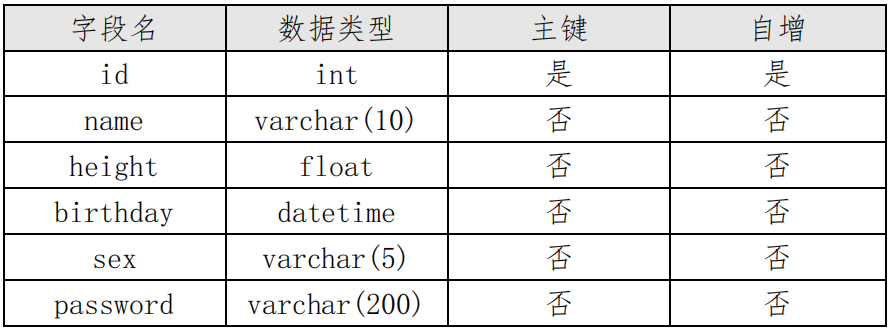 字段名 数据类型 主键 自增
id int 是 是
name varchar(10) 否 否
height float 否 否
birthday datetime 否 否
sex varchar(5) 否 否
password varchar(200) 否 否